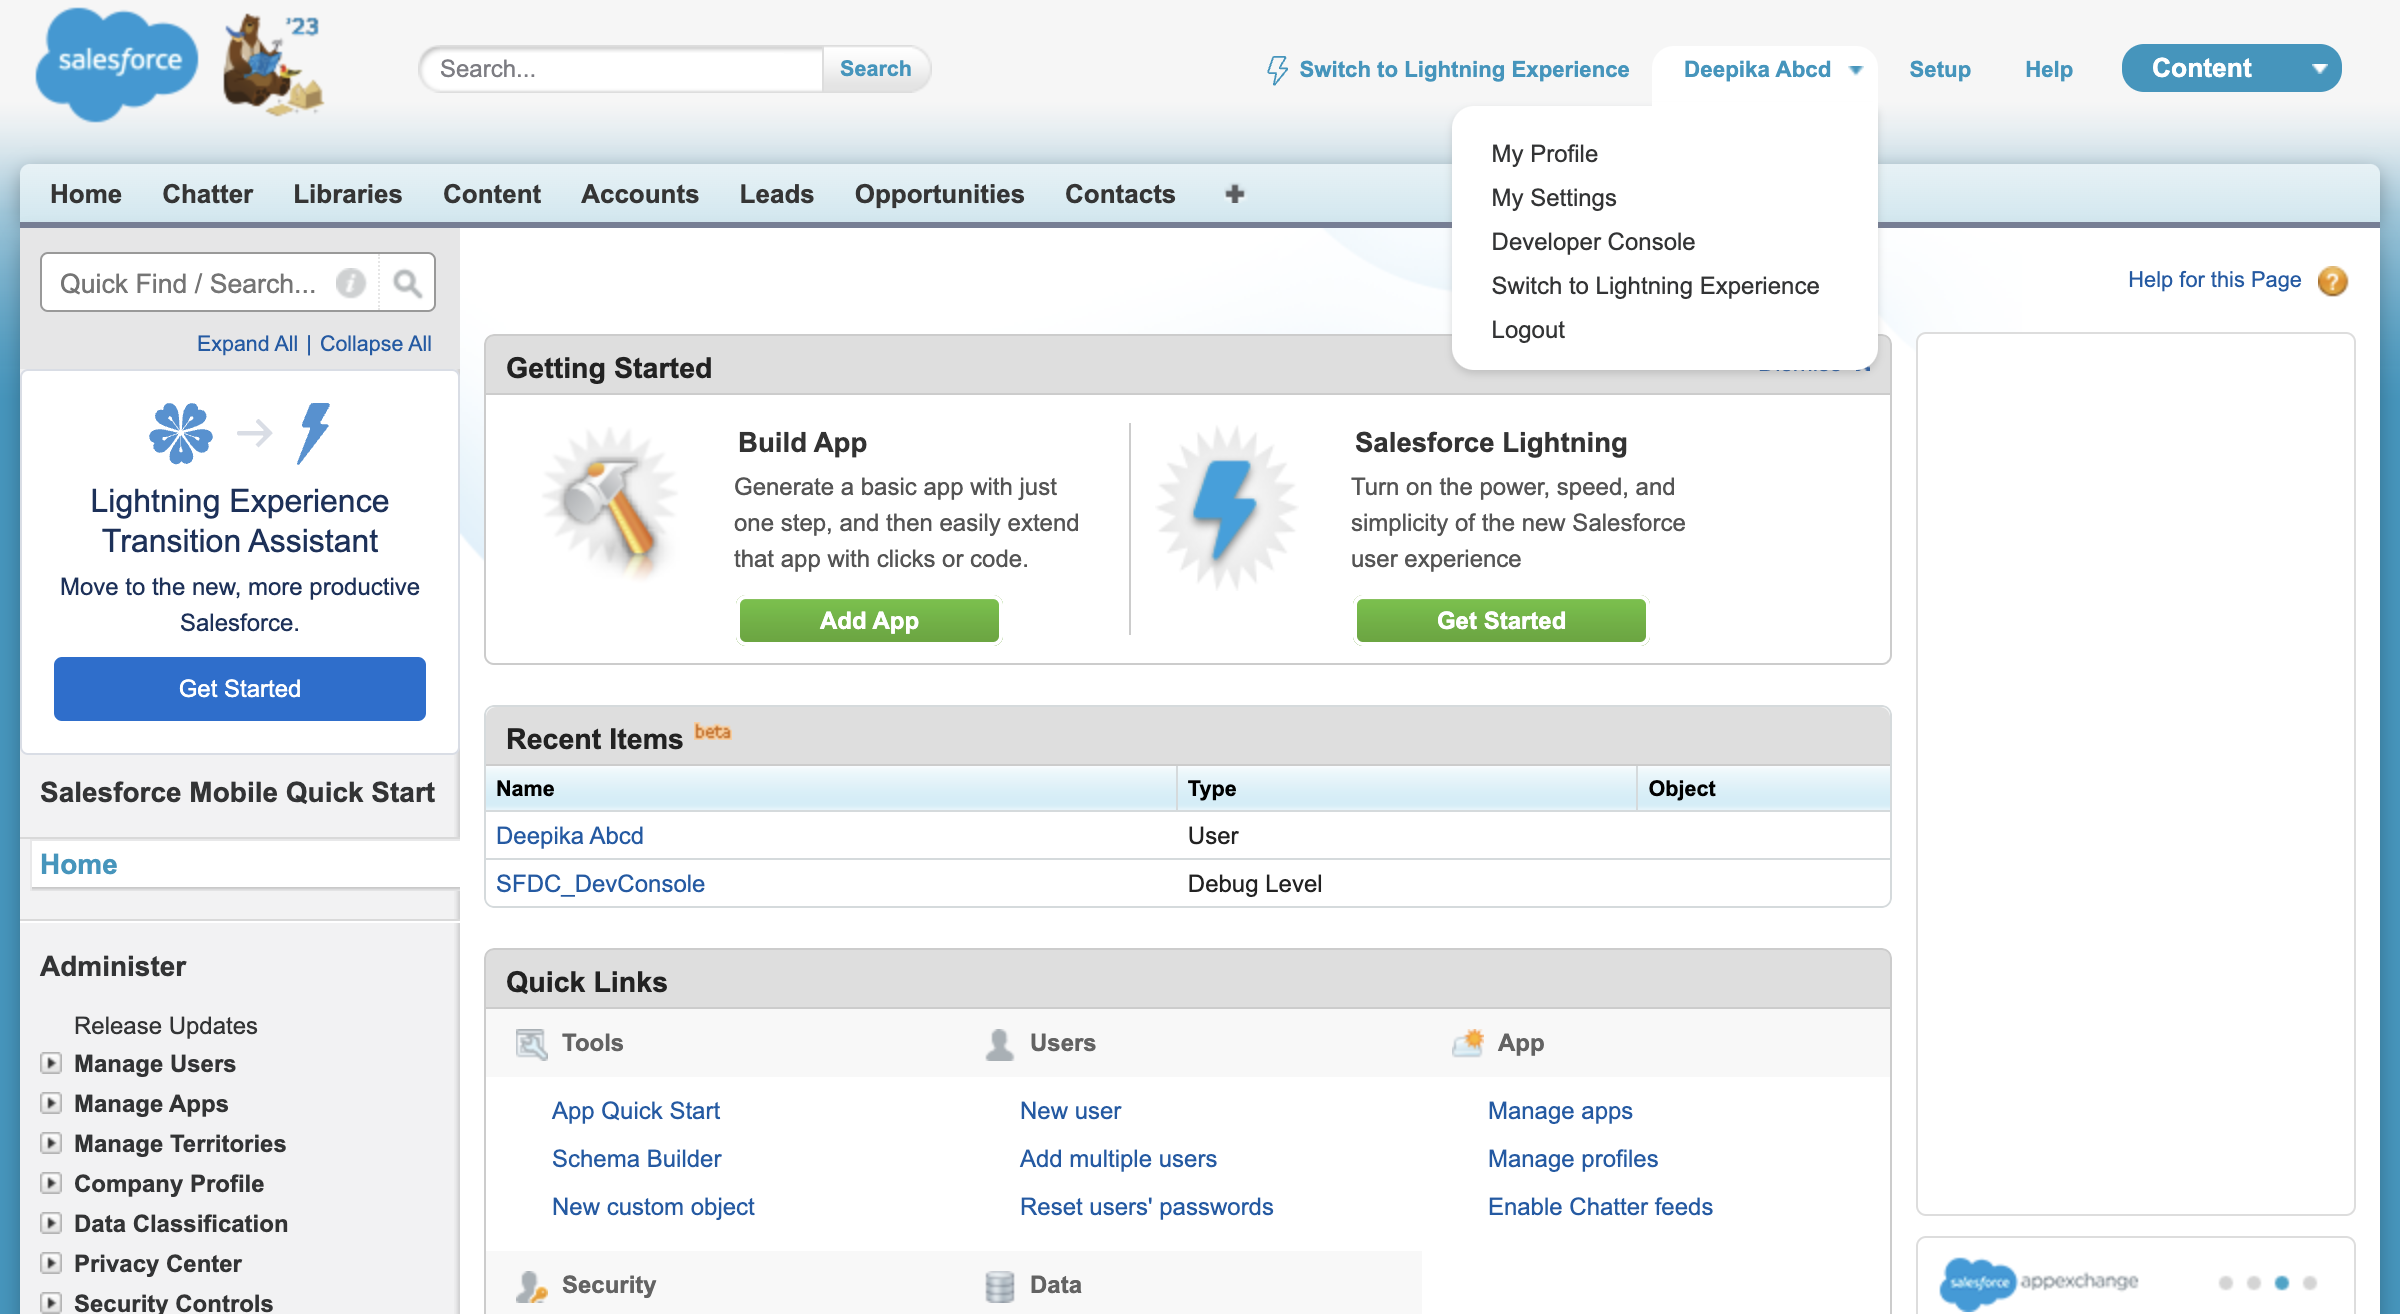 salesforce
'23
Search...
Search
Switch to Lightning Experience
Deepika Abcd
Setup
Help
Content
My Profile
My Settings
Developer Console
Switch to Lightning Experience
Logout
Home
Chatter
Libraries
Content
Accounts
Leads
Opportunities
Contacts
Quick Find / Search...
Expand All | Collapse All
Help for this Page
Lightning Experience
Transition Assistant
Move to the new, more productive
Salesforce.
Get Started
Salesforce Mobile Quick Start
Home
Administer
Release Updates
Manage Users
Manage Apps
Manage Territories
Company Profile
Data Classification
Privacy Center
Security Controls
Getting Started
Build App
Generate a basic app with just
one step, and then easily extend
that app with clicks or code.
Add App
Salesforce Lightning
Turn on the power, speed, and
simplicity of the new Salesforce
user experience
Get Started
Recent Items beta
Name Type Object
Deepika Abcd User
SFDC_DevConsole Debug Level
Quick Links
Tools
App Quick Start
Schema Builder
New custom object
Users
New user
Add multiple users
Reset users' passwords
App
Manage apps
Manage profiles
Enable Chatter feeds
Security
Data
salesforce appexchange